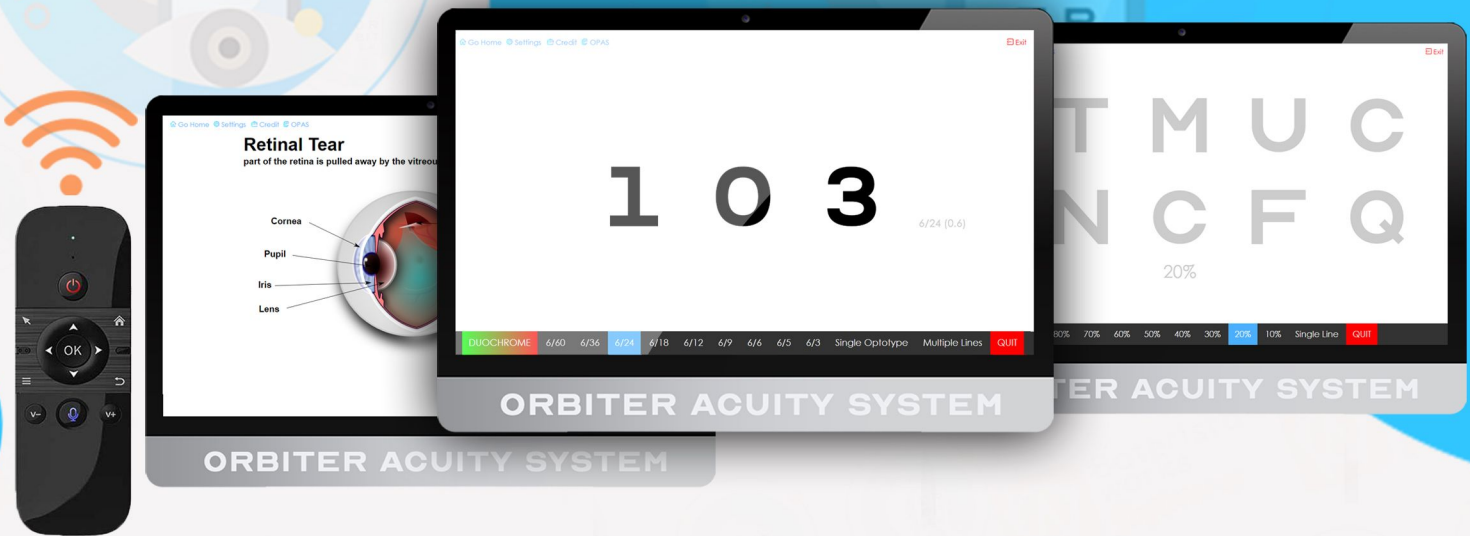 Go Home Settings Credit OPAS
Retinal Tear
part of the retina is pulled away by the vitreou
Cornea
Pupil
Iris
Lens
ORBITER ACUITY SYSTEM
OK
V-
V+
Go Home Settings Credit OPAS Exit
1 0 3
6/24 (0.6)
DUOCHROME 6/60 6/36 6/24 6/18 6/12 6/9 6/6 6/5 6/3 Single Optotype Multiple Lines QUIT
ORBITER ACUITY SYSTEM
Exit
T M U C
N C F Q
20%
80% 70% 60% 50% 40% 30% 20% 10% Single Line QUIT
TER ACUITY SYSTEM